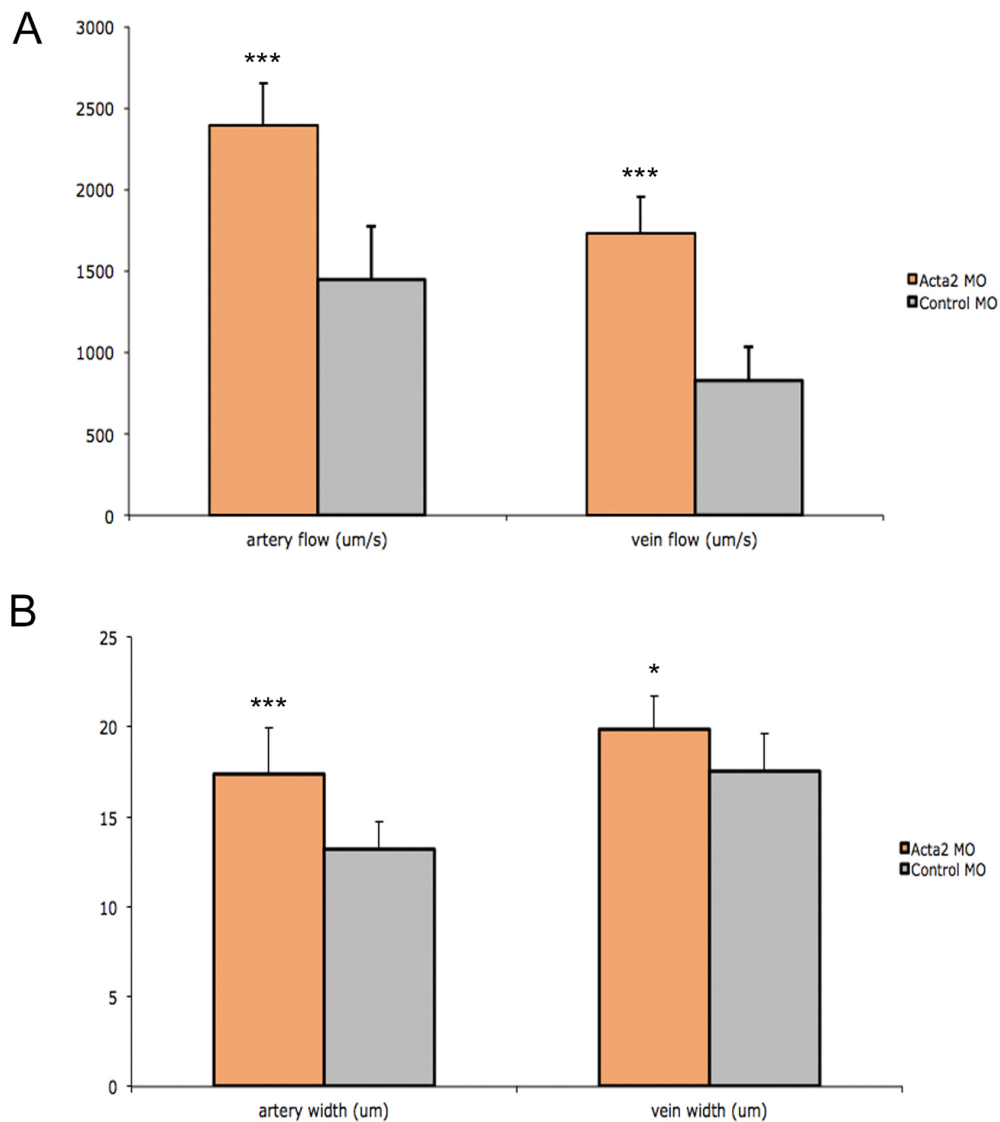 A
3000
2500
2000
1500
1000
500
0
***
***
artery flow (um/s)
vein flow (um/s)
Acta2 MO
Control MO
B
25
20
15
10
5
0
***
*
artery width (um)
vein width (um)
Acta2 MO
Control MO